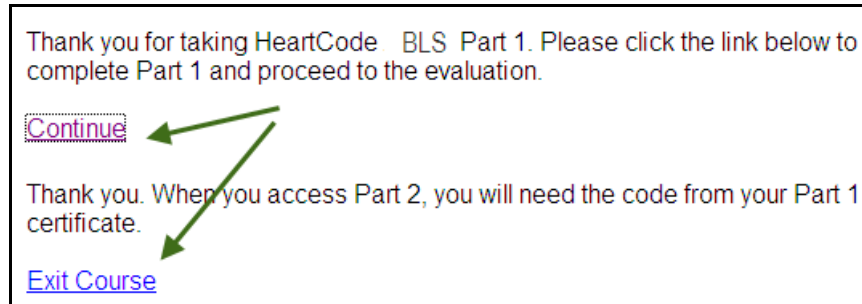 Thank you for taking HeartCode BLS Part 1. Please click the link below to
complete Part 1 and proceed to the evaluation.
Continue
Thank you. When you access Part 2, you will need the code from your Part 1
certificate.
Exit Course